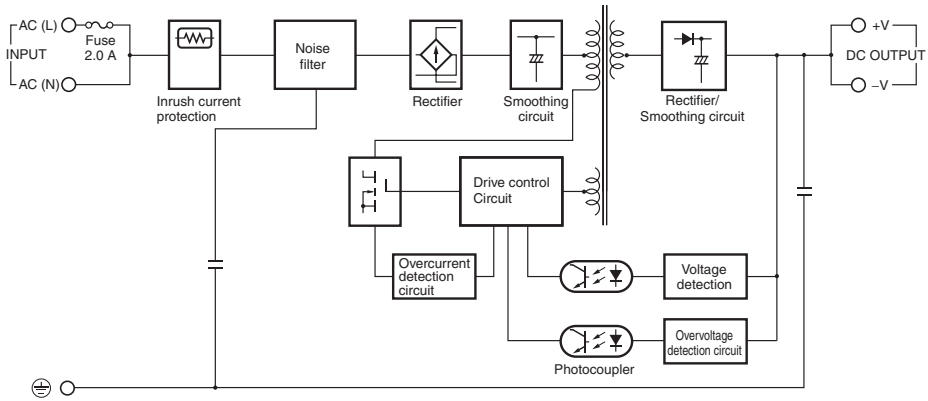 AC (L)
Fuse
2.0 A
INPUT
AC (N)
Inrush current
protection
Noise
filter
Rectifier
Smoothing
circuit
Rectifier/
Smoothing circuit
+V
DC OUTPUT
–V
Drive control
Circuit
Overcurrent
detection
circuit
Voltage
detection
Overvoltage
detection circuit
Photocoupler